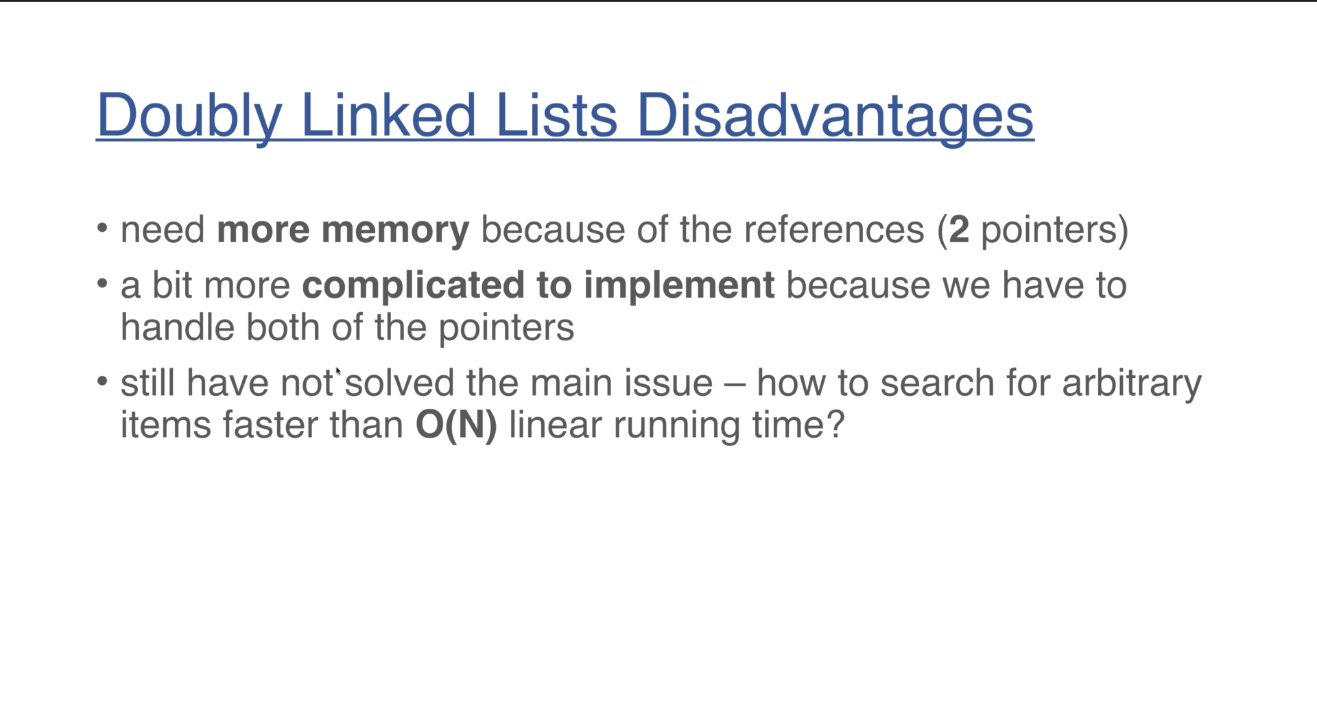 Doubly Linked Lists Disadvantages
• need more memory because of the references (2 pointers)
• a bit more complicated to implement because we have to
handle both of the pointers
• still have not solved the main issue – how to search for arbitrary
items faster than O(N) linear running time?